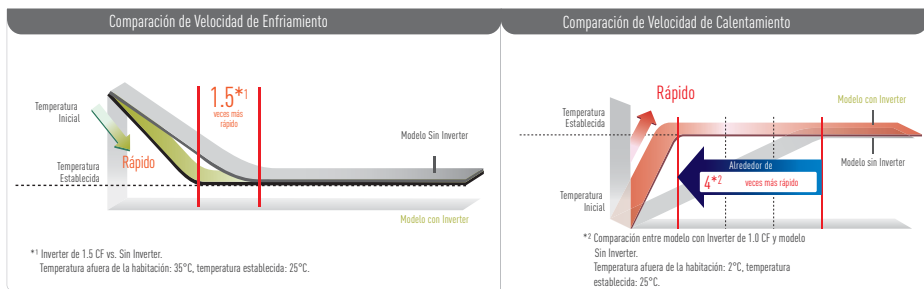 Comparación de Velocidad de Enfriamiento
Temperatura
Inicial
Rápido
Temperatura
Establecida
1.5*1
veces más
rápido
Modelo Sin Inverter
Modelo con Inverter
*1 Inverter de 1.5 CF vs. Sin Inverter.
Temperatura afuera de la habitación: 35°C, temperatura establecida: 25°C.
Comparación de Velocidad de Calentamiento
Rápido
Modelo con Inverter
Temperatura
Establecida
Modelo sin Inverter
Alrededor de
4*2 veces más rápido
Temperatura
Inicial
*2 Comparación entre modelo con Inverter de 1.0 CF y modelo
Sin Inverter.
Temperatura afuera de la habitación: 2°C, temperatura
establecida: 25°C.